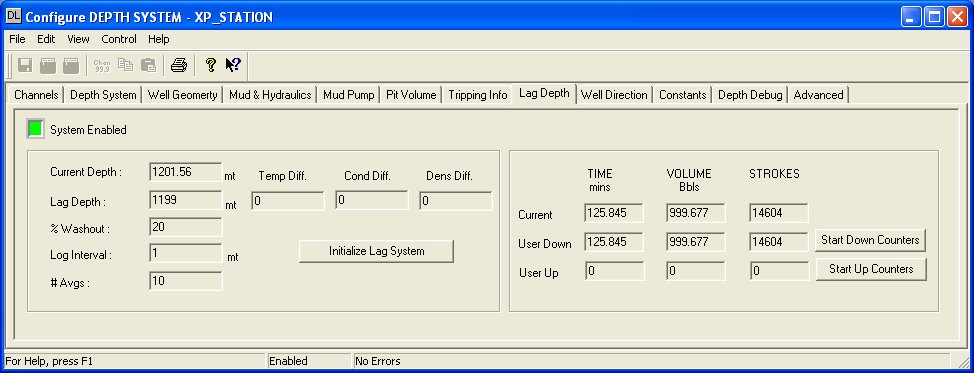 DL Configure DEPTH SYSTEM - XP_STATION
File Edit View Control Help
Chan 99.9
Channels Depth System Well Geomerty Mud & Hydraulics Mud Pump Pit Volume Tripping Info Lag Depth Well Direction Constants Depth Debug Advanced
System Enabled
Current Depth : 1201.56 mt
Lag Depth : 1199 mt
% Washout : 20
Log Interval : 1 mt
# Avgs : 10
Temp Diff. Cond Diff. Dens Diff.
0 0 0
Initialize Lag System
TIME VOLUME STROKES
mins Bbls
Current 125.845 999.677 14604
User Down 125.845 999.677 14604 Start Down Counters
User Up 0 0 0 Start Up Counters
For Help, press F1 Enabled No Errors